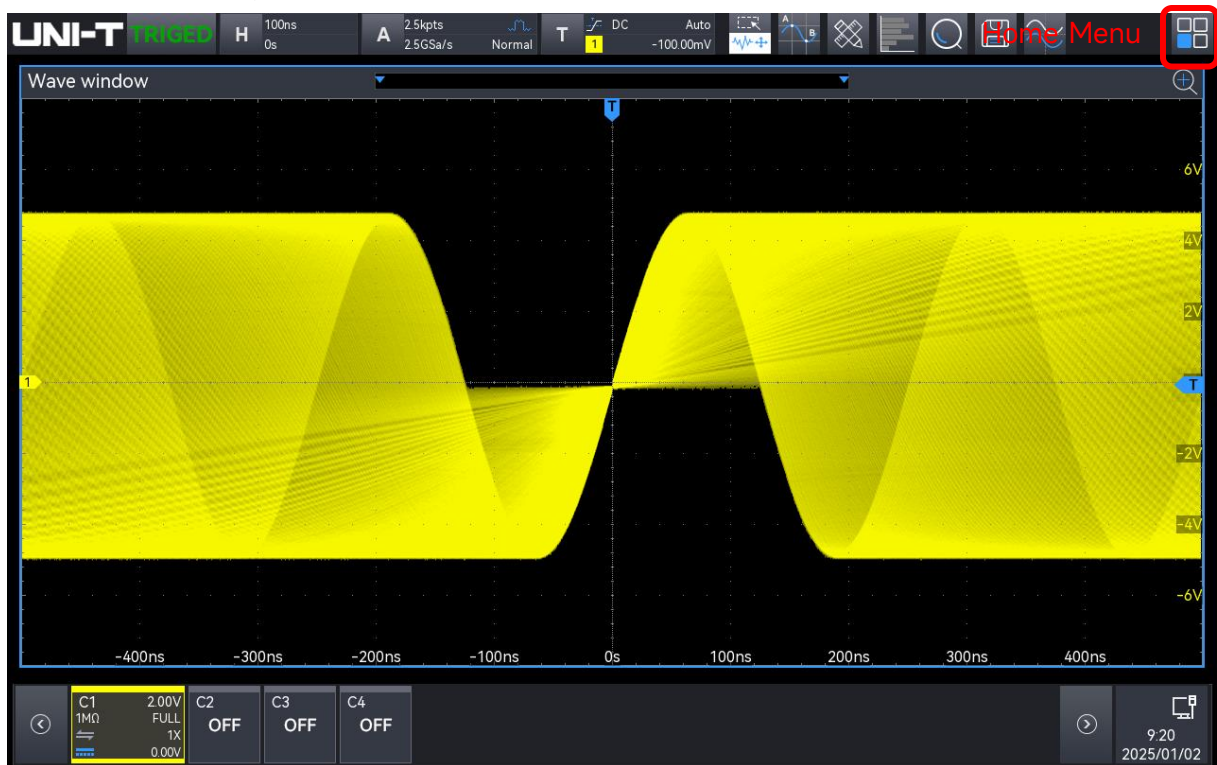 UNI-T TRIGED H 100ns A 2.5kpts T DC Auto Home Menu
0s 2.5GSa/s Normal 1 -100.00mV A B
Wave window
T
6V
4V
2V
1 T
-2V
-4V
-6V
-400ns -300ns -200ns -100ns 0s 100ns 200ns 300ns 400ns
C1 2.00V C2 C3 C4
1MΩ FULL OFF OFF OFF
1X 9:20
0.00V 2025/01/02